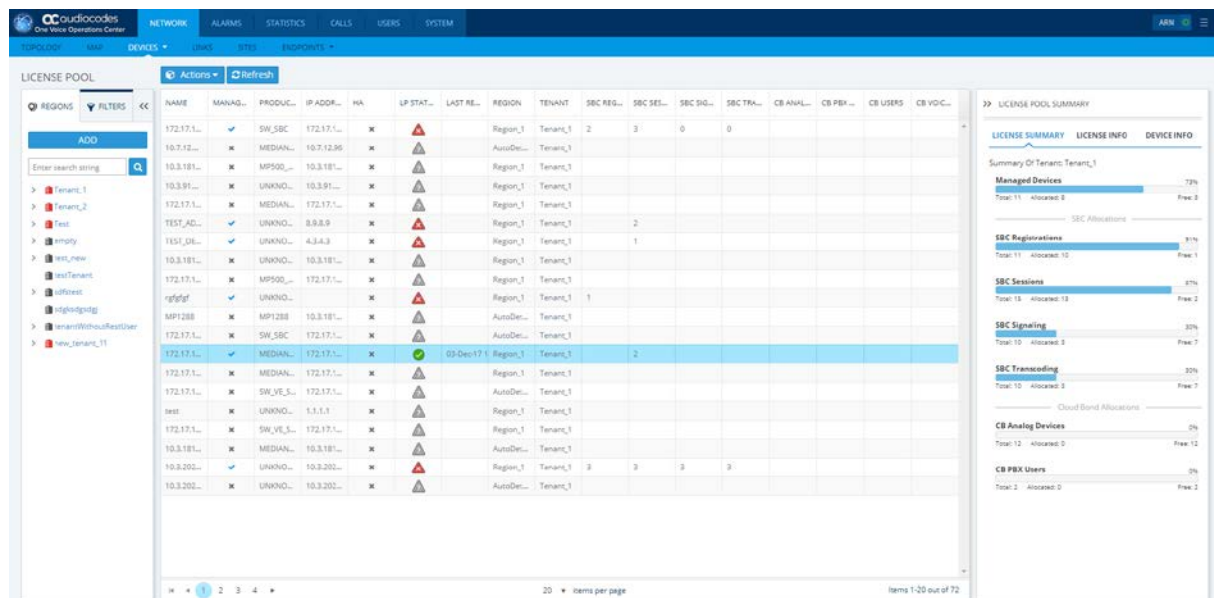 audiocodes
One Voice Operations Center
NETWORK ALARMS STATISTICS CALLS USERS SYSTEM
ARN
TOPOLOGY MAP DEVICES LINKS SITES ENDPOINTS
LICENSE POOL
Actions Refresh
REGIONS FILTERS
ADD
Enter search string
Tenant_1
Tenant_2
Test
empty
test_new
testTenant
sdfstest
tenantWithoutRestUser
new_tenant_11
NAME MANAG... PRODUC... IP ADDR... HA LP STAT... LAST RE... REGION TENANT SBC REG... SBC SES... SBC SIG... SBC TRA... CB ANAL... CB PBX ... CB USERS CB VOIC...
172.17.1... SW_SBC 172.17.1... Region_1 Tenant_1 2 3 0 0
10.7.12.... MEDIAN... 10.7.12.96 AutoDet... Tenant_1
10.3.181... MP500_... 10.3.181... Region_1 Tenant_1
10.3.91.... UNKNO... 10.3.91.... Region_1 Tenant_1
172.17.1... MEDIAN... 172.17.1... Region_1 Tenant_1
TEST_AD... UNKNO... 8.9.8.9 Region_1 Tenant_1 2
TEST_DE... UNKNO... 4.3.4.3 Region_1 Tenant_1 1
10.3.181... UNKNO... 10.3.181... Region_1 Tenant_1
172.17.1... MP500_... 172.17.1... Region_1 Tenant_1
rgfgfgf UNKNO... Region_1 Tenant_1 1
MP1288 MP1288 10.3.181... AutoDet... Tenant_1
172.17.1... SW_SBC 172.17.1... AutoDet... Tenant_1
172.17.1... MEDIAN... 172.17.1... 03-Dec-17 1 Region_1 Tenant_1 2
172.17.1... MEDIAN... 172.17.1... Region_1 Tenant_1
172.17.1... SW_VE_S... 172.17.1... AutoDet... Tenant_1
test UNKNO... 1.1.1.1 Region_1 Tenant_1
172.17.1... SW_VE_S... 172.17.1... Region_1 Tenant_1
10.3.181... MEDIAN... 10.3.181... AutoDet... Tenant_1
10.3.202... UNKNO... 10.3.202... Region_1 Tenant_1 3 3 3 3
10.3.202... UNKNO... 10.3.202... AutoDet... Tenant_1
1 2 3 4
20 items per page
Items 1-20 out of 72
LICENSE POOL SUMMARY
LICENSE SUMMARY LICENSE INFO DEVICE INFO
Summary Of Tenant: Tenant_1
Managed Devices 73%
Total: 11 Allocated: 8 Free: 3
SBC Allocations
SBC Registrations 91%
Total: 11 Allocated: 10 Free: 1
SBC Sessions 87%
Total: 15 Allocated: 13 Free: 2
SBC Signaling 30%
Total: 10 Allocated: 3 Free: 7
SBC Transcoding 30%
Total: 10 Allocated: 3 Free: 7
Cloud Bond Allocations
CB Analog Devices 0%
Total: 12 Allocated: 0 Free: 12
CB PBX Users 0%
Total: 2 Allocated: 0 Free: 2